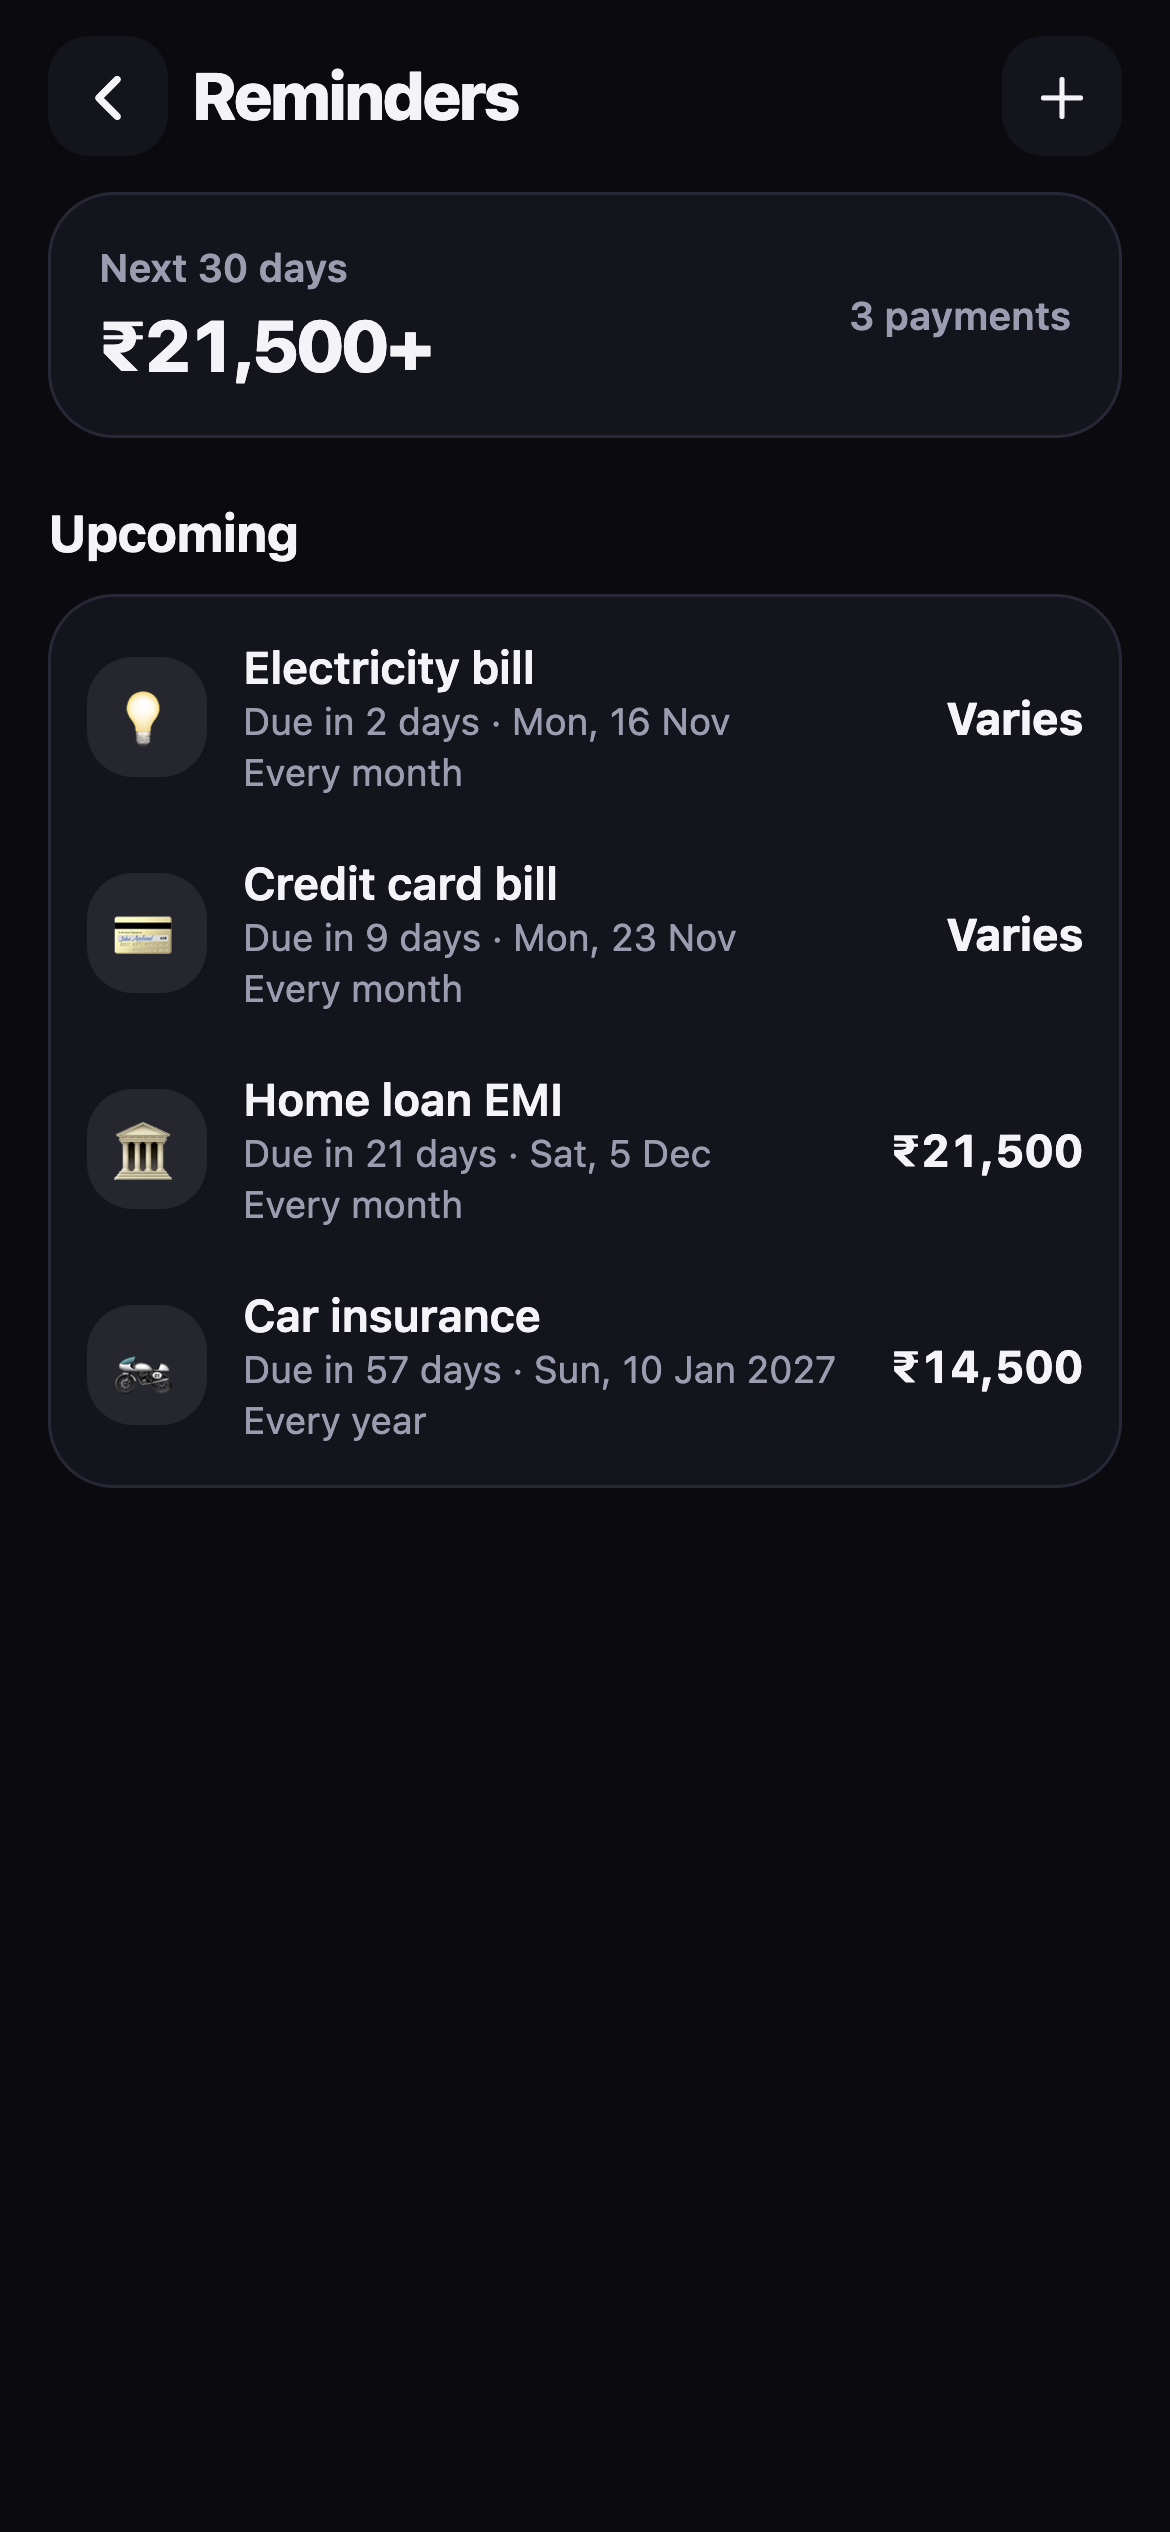 Reminders
Next 30 days
₹21,500+
3 payments
Upcoming
Electricity bill
Due in 2 days · Mon, 16 Nov
Every month
Varies
Credit card bill
Due in 9 days · Mon, 23 Nov
Every month
Varies
Home loan EMI
Due in 21 days · Sat, 5 Dec
Every month
₹21,500
Car insurance
Due in 57 days · Sun, 10 Jan 2027
Every year
₹14,500